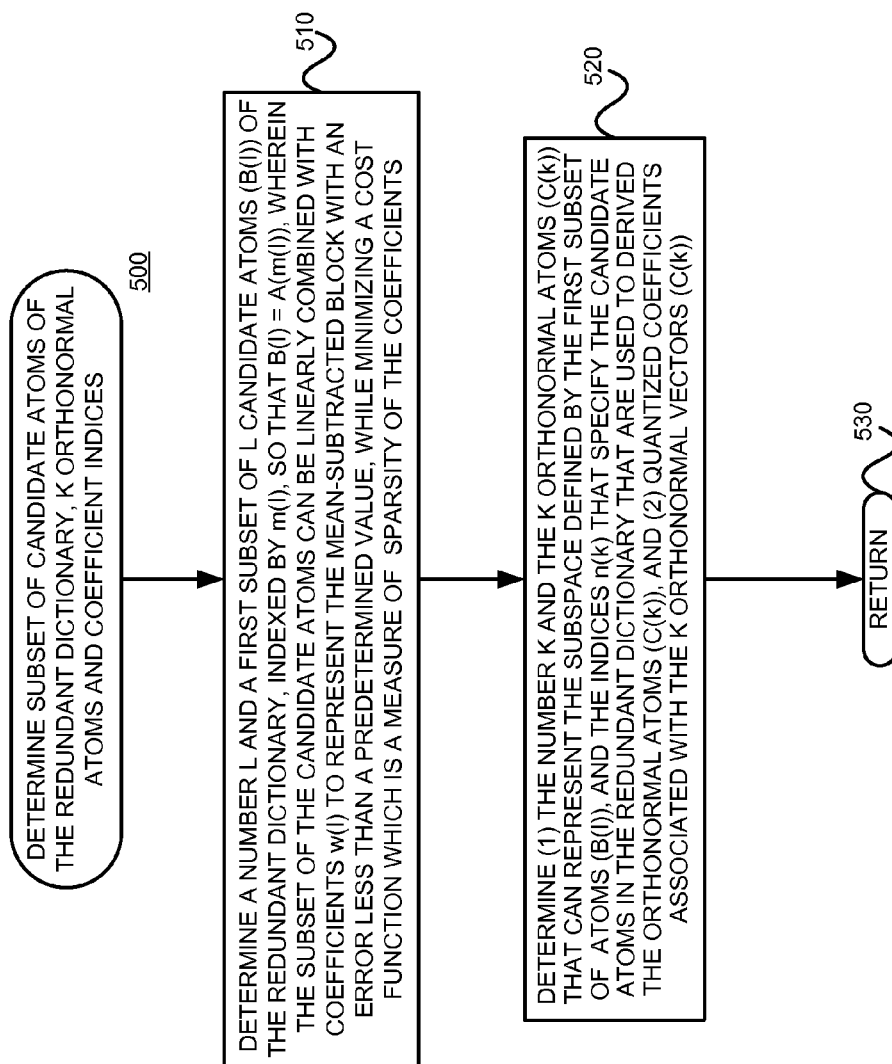 DETERMINE SUBSET OF CANDIDATE ATOMS OF
THE REDUNDANT DICTIONARY, K ORTHONORMAL
ATOMS AND COEFFICIENT INDICES
500
510
DETERMINE A NUMBER L AND A FIRST SUBSET OF L CANDIDATE ATOMS (B(l)) OF
THE REDUNDANT DICTIONARY, INDEXED BY m(l), SO THAT B(l) = A(m(l)), WHEREIN
THE SUBSET OF THE CANDIDATE ATOMS CAN BE LINEARLY COMBINED WITH
COEFFICIENTS w(l) TO REPRESENT THE MEAN-SUBTRACTED BLOCK WITH AN
ERROR LESS THAN A PREDETERMINED VALUE, WHILE MINIMIZING A COST
FUNCTION WHICH IS A MEASURE OF SPARSITY OF THE COEFFICIENTS
520
DETERMINE (1) THE NUMBER K AND THE K ORTHONORMAL ATOMS (C(k))
THAT CAN REPRESENT THE SUBSPACE DEFINED BY THE FIRST SUBSET
OF ATOMS (B(l)), AND THE INDICES n(k) THAT SPECIFY THE CANDIDATE
ATOMS IN THE REDUNDANT DICTIONARY THAT ARE USED TO DERIVED
THE ORTHONORMAL ATOMS (C(k)), AND (2) QUANTIZED COEFFICIENTS
ASSOCIATED WITH THE K ORTHONORMAL VECTORS (C(k))
530
RETURN